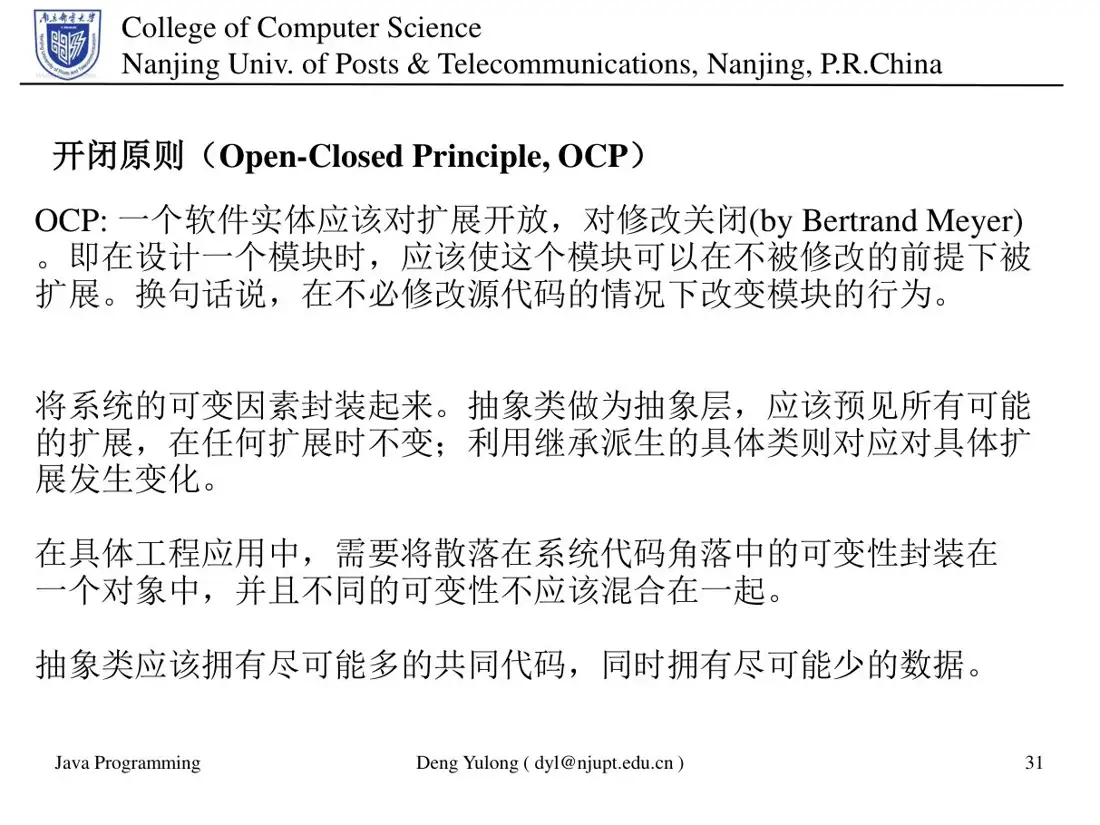 College of Computer Science
Nanjing Univ. of Posts & Telecommunications, Nanjing, P.R.China
开闭原则（Open-Closed Principle, OCP）
OCP: 一个软件实体应该对扩展开放，对修改关闭(by Bertrand Meyer)
。即在设计一个模块时，应该使这个模块可以在不被修改的前提下被
扩展。换句话说，在不必修改源代码的情况下改变模块的行为。
将系统的可变因素封装起来。抽象类做为抽象层，应该预见所有可能
的扩展，在任何扩展时不变；利用继承派生的具体类则对应对具体扩
展发生变化。
在具体工程应用中，需要将散落在系统代码角落中的可变性封装在
一个对象中，并且不同的可变性不应该混合在一起。
抽象类应该拥有尽可能多的共同代码，同时拥有尽可能少的数据。
Java Programming
Deng Yulong ( dyl@njupt.edu.cn )
31